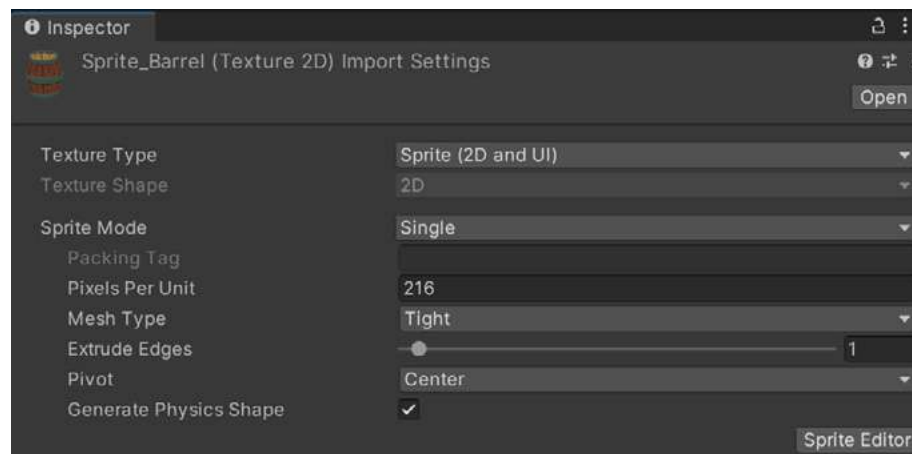 Inspector
Sprite_Barrel (Texture 2D) Import Settings
Open
Texture Type Sprite (2D and UI)
Texture Shape 2D
Sprite Mode Single
Packing Tag
Pixels Per Unit 216
Mesh Type Tight
Extrude Edges 1
Pivot Center
Generate Physics Shape
Sprite Editor